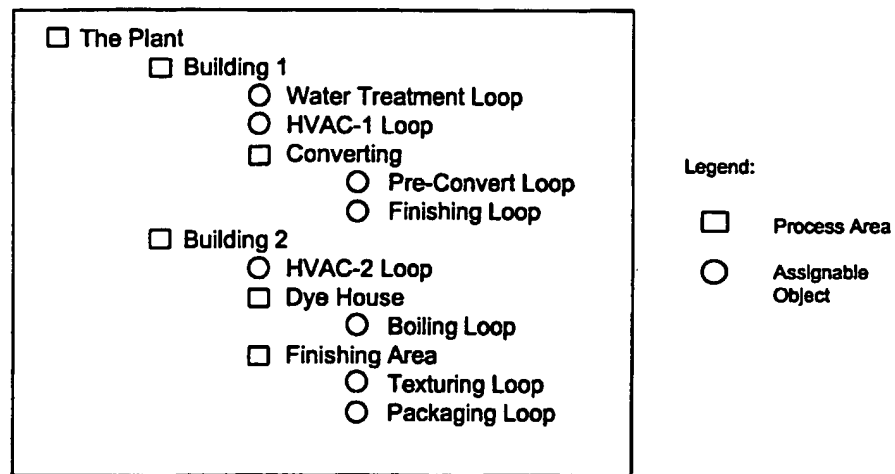 The Plant
Building 1
Water Treatment Loop
HVAC-1 Loop
Converting
Pre-Convert Loop
Finishing Loop
Building 2
HVAC-2 Loop
Dye House
Boiling Loop
Finishing Area
Texturing Loop
Packaging Loop
Legend:
Process Area
Assignable
Object